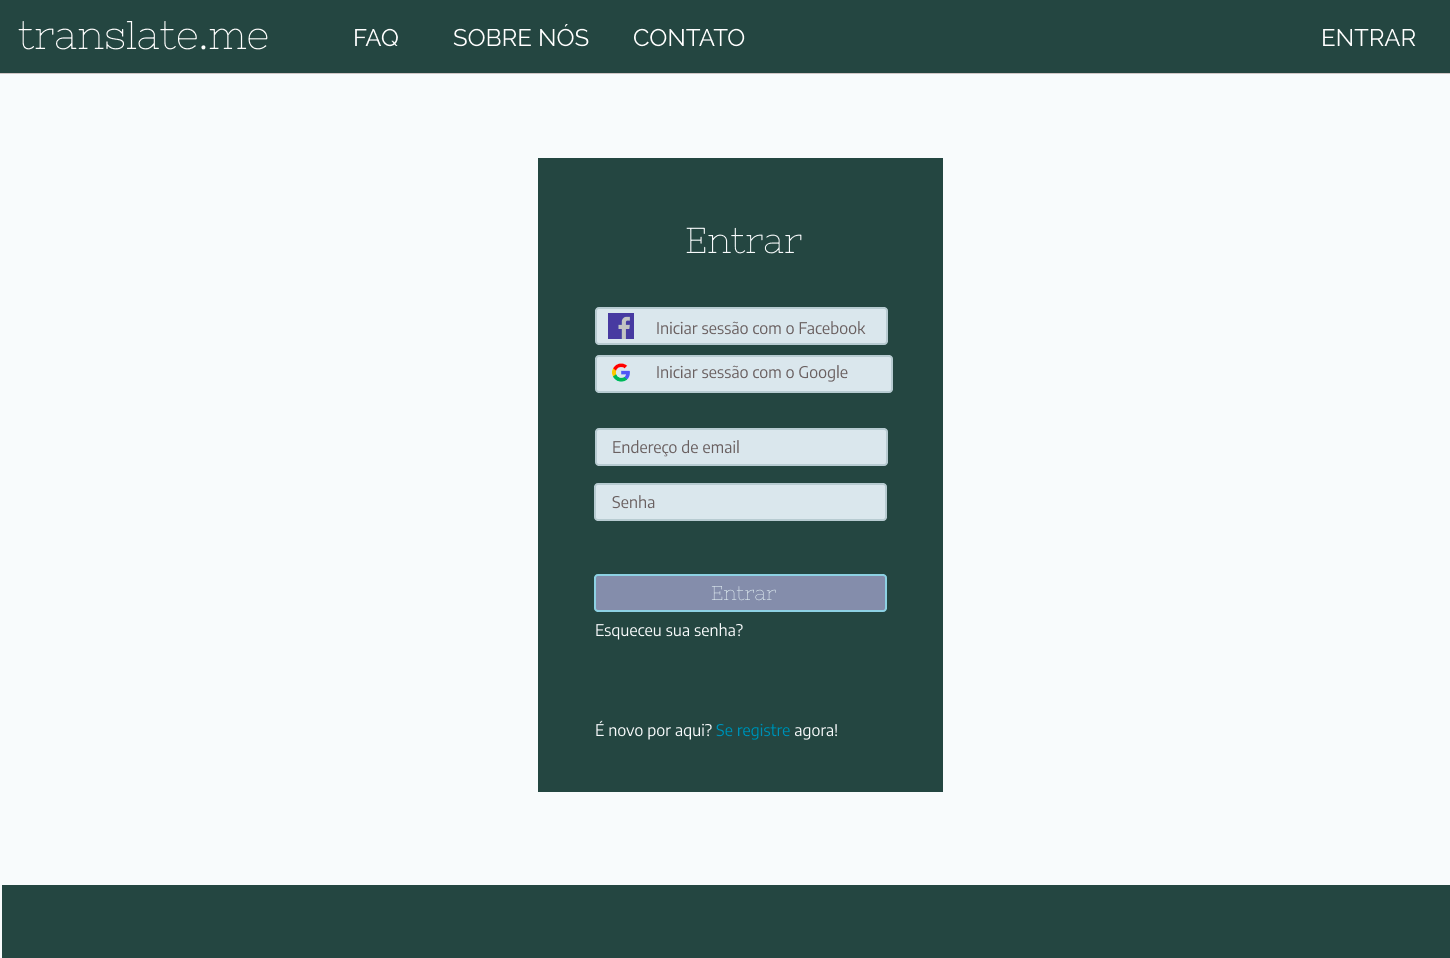 translate.me FAQ SOBRE NÓS CONTATO ENTRAR
Entrar
Iniciar sessão com o Facebook
Iniciar sessão com o Google
Endereço de email
Senha
Entrar
Esqueceu sua senha?
É novo por aqui? Se registre agora!